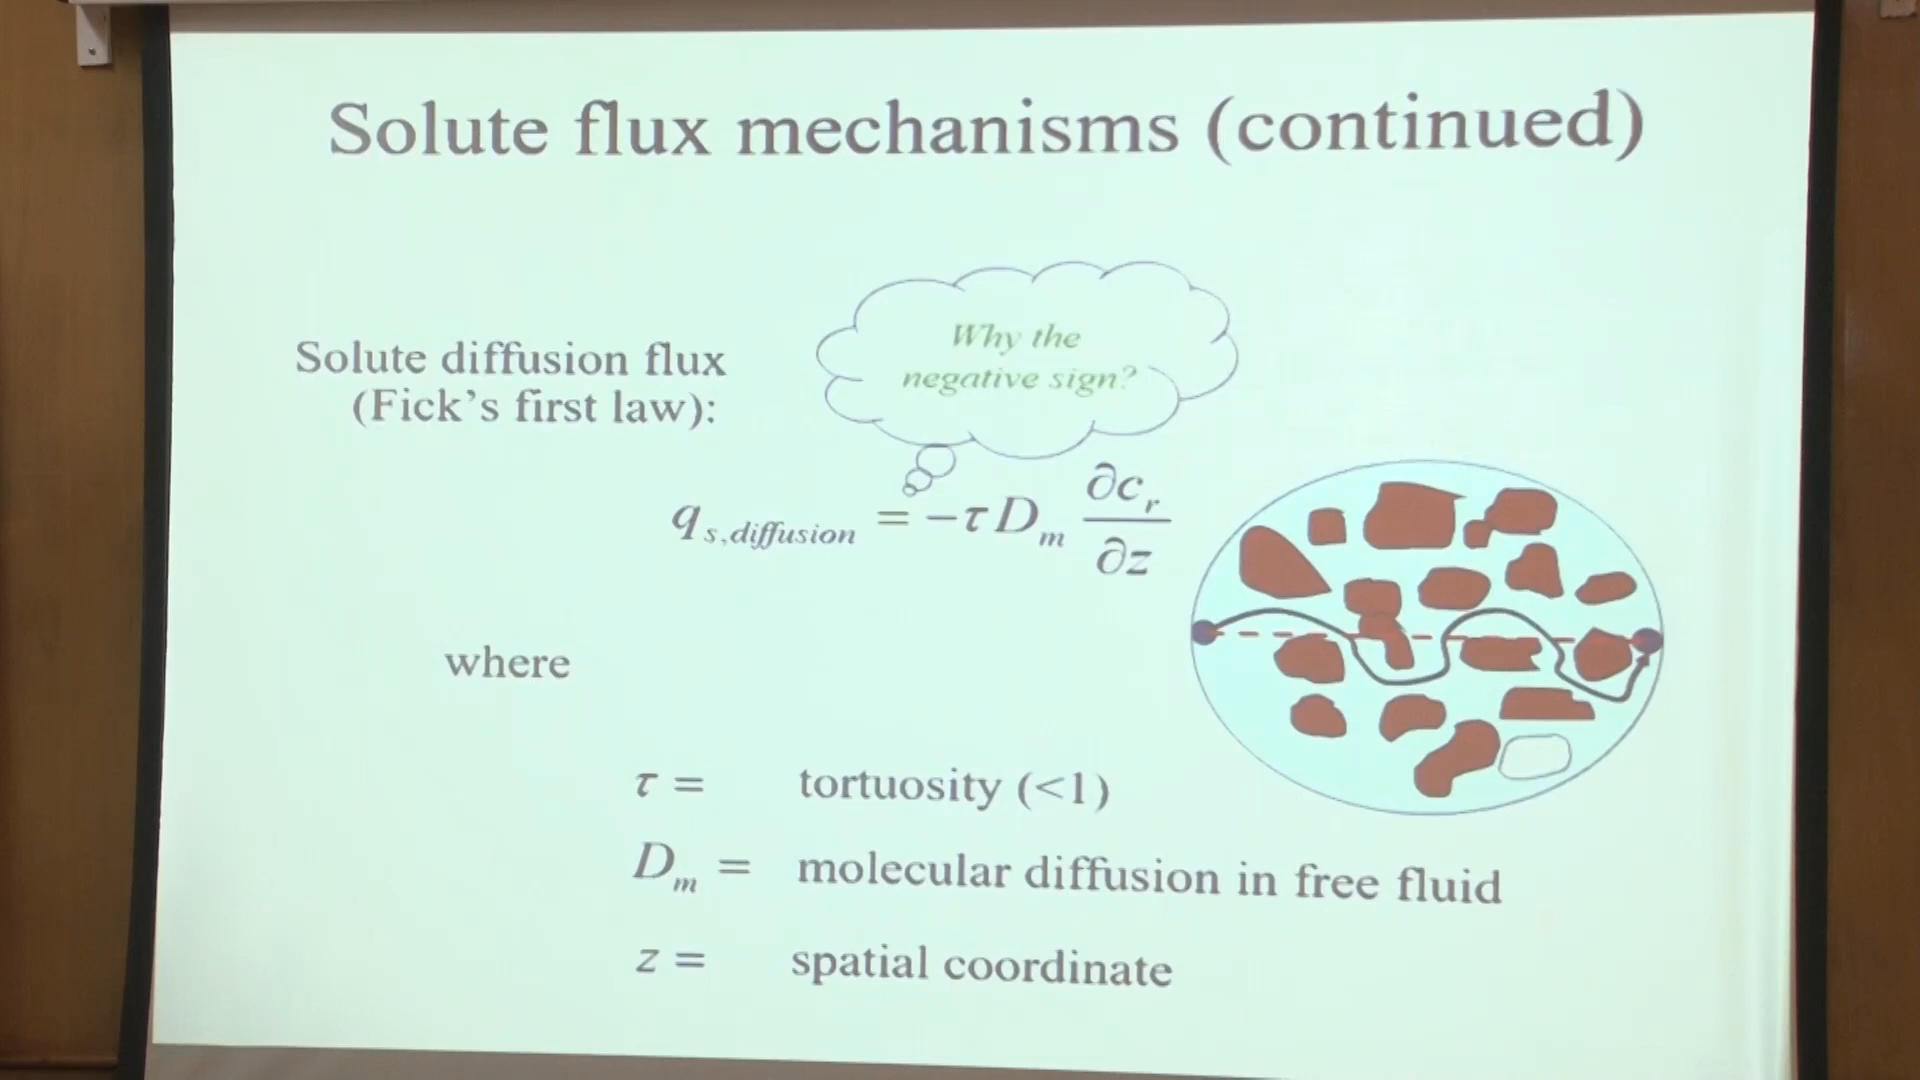 Solute flux mechanisms (continued)
Why the
negative sign?
Solute diffusion flux
(Fick's first law):
q_{s,diffusion} = −τ D_m ∂c_r/∂z
where
τ = tortuosity (<1)
D_m = molecular diffusion in free fluid
z = spatial coordinate